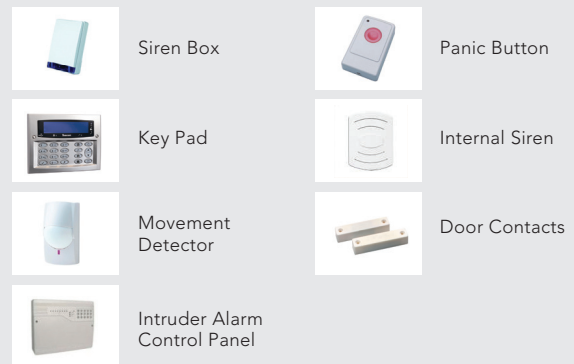 Siren Box
Panic Button
Key Pad
Internal Siren
Movement
Detector
Door Contacts
Intruder Alarm
Control Panel